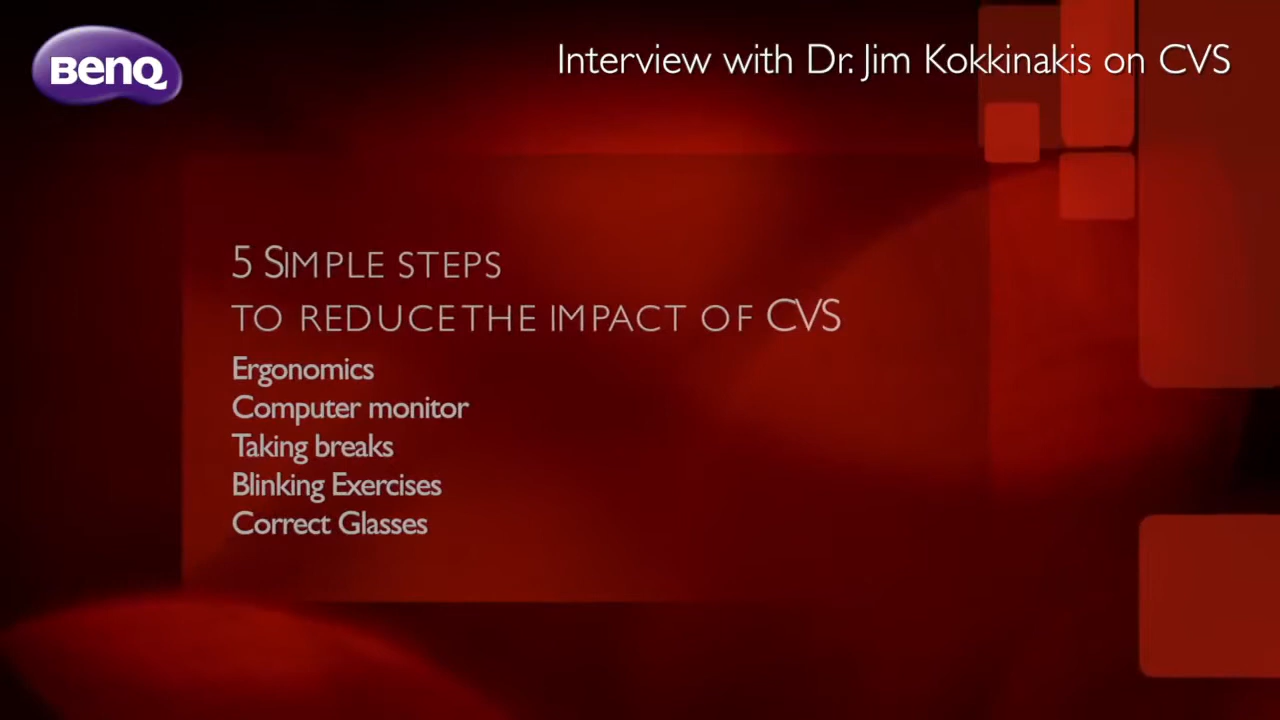 BenQ
Interview with Dr. Jim Kokkinakis on CVS
5 SIMPLE STEPS
TO REDUCE THE IMPACT OF CVS
Ergonomics
Computer monitor
Taking breaks
Blinking Exercises
Correct Glasses